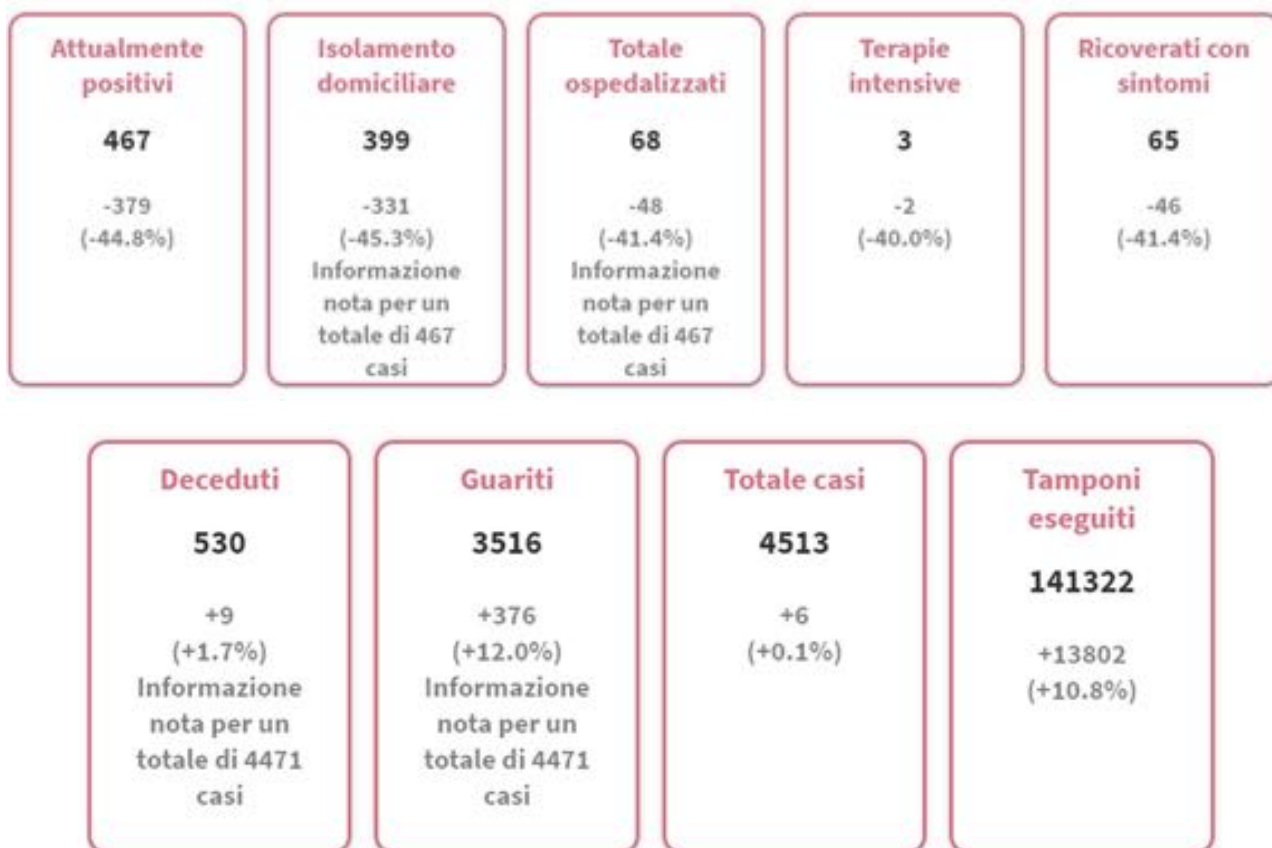 Attualmente
positivi
467
-379
(-44.8%)
Isolamento
domiciliare
399
-331
(-45.3%)
Informazione
nota per un
totale di 467
casi
Totale
ospedalizzati
68
-48
(-41.4%)
Informazione
nota per un
totale di 467
casi
Terapie
intensive
3
-2
(-40.0%)
Ricoverati con
sintomi
65
-46
(-41.4%)
Deceduti
530
+9
(+1.7%)
Informazione
nota per un
totale di 4471
casi
Guariti
3516
+376
(+12.0%)
Informazione
nota per un
totale di 4471
casi
Totale casi
4513
+6
(+0.1%)
Tamponi
eseguiti
141322
+13802
(+10.8%)